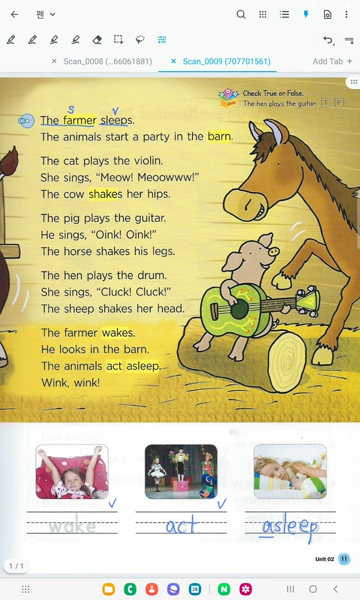 펜
Scan_0008 (..66061881)
Scan_0009 (707701561)
Add Tab +
Check True or False.
Quiz The hen plays the guitar. T F
S V
The farmer sleeps.
The animals start a party in the barn.
The cat plays the violin.
She sings, “Meow! Meoowww!”
The cow shakes her hips.
The pig plays the guitar.
He sings, “Oink! Oink!”
The horse shakes his legs.
The hen plays the drum.
She sings, “Cluck! Cluck!”
The sheep shakes her head.
The farmer wakes.
He looks in the barn.
The animals act asleep.
Wink, wink!
wake act asleep
Unit 02 11
1 / 1